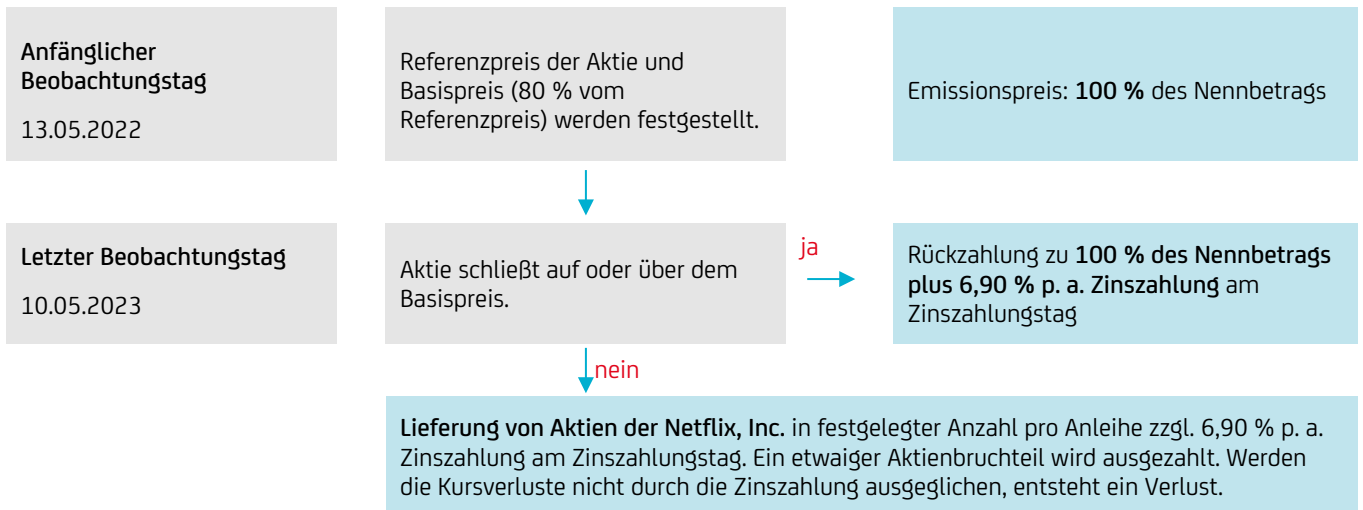 Anfänglicher
Beobachtungstag
13.05.2022
Referenzpreis der Aktie und
Basispreis (80 % vom
Referenzpreis) werden festgestellt.
Emissionspreis: 100 % des Nennbetrags
Letzter Beobachtungstag
10.05.2023
Aktie schließt auf oder über dem
Basispreis.
ja
Rückzahlung zu 100 % des Nennbetrags
plus 6,90 % p. a. Zinszahlung am
Zinszahlungstag
nein
Lieferung von Aktien der Netflix, Inc. in festgelegter Anzahl pro Anleihe zzgl. 6,90 % p. a.
Zinszahlung am Zinszahlungstag. Ein etwaiger Aktienbruchteil wird ausgezahlt. Werden
die Kursverluste nicht durch die Zinszahlung ausgeglichen, entsteht ein Verlust.